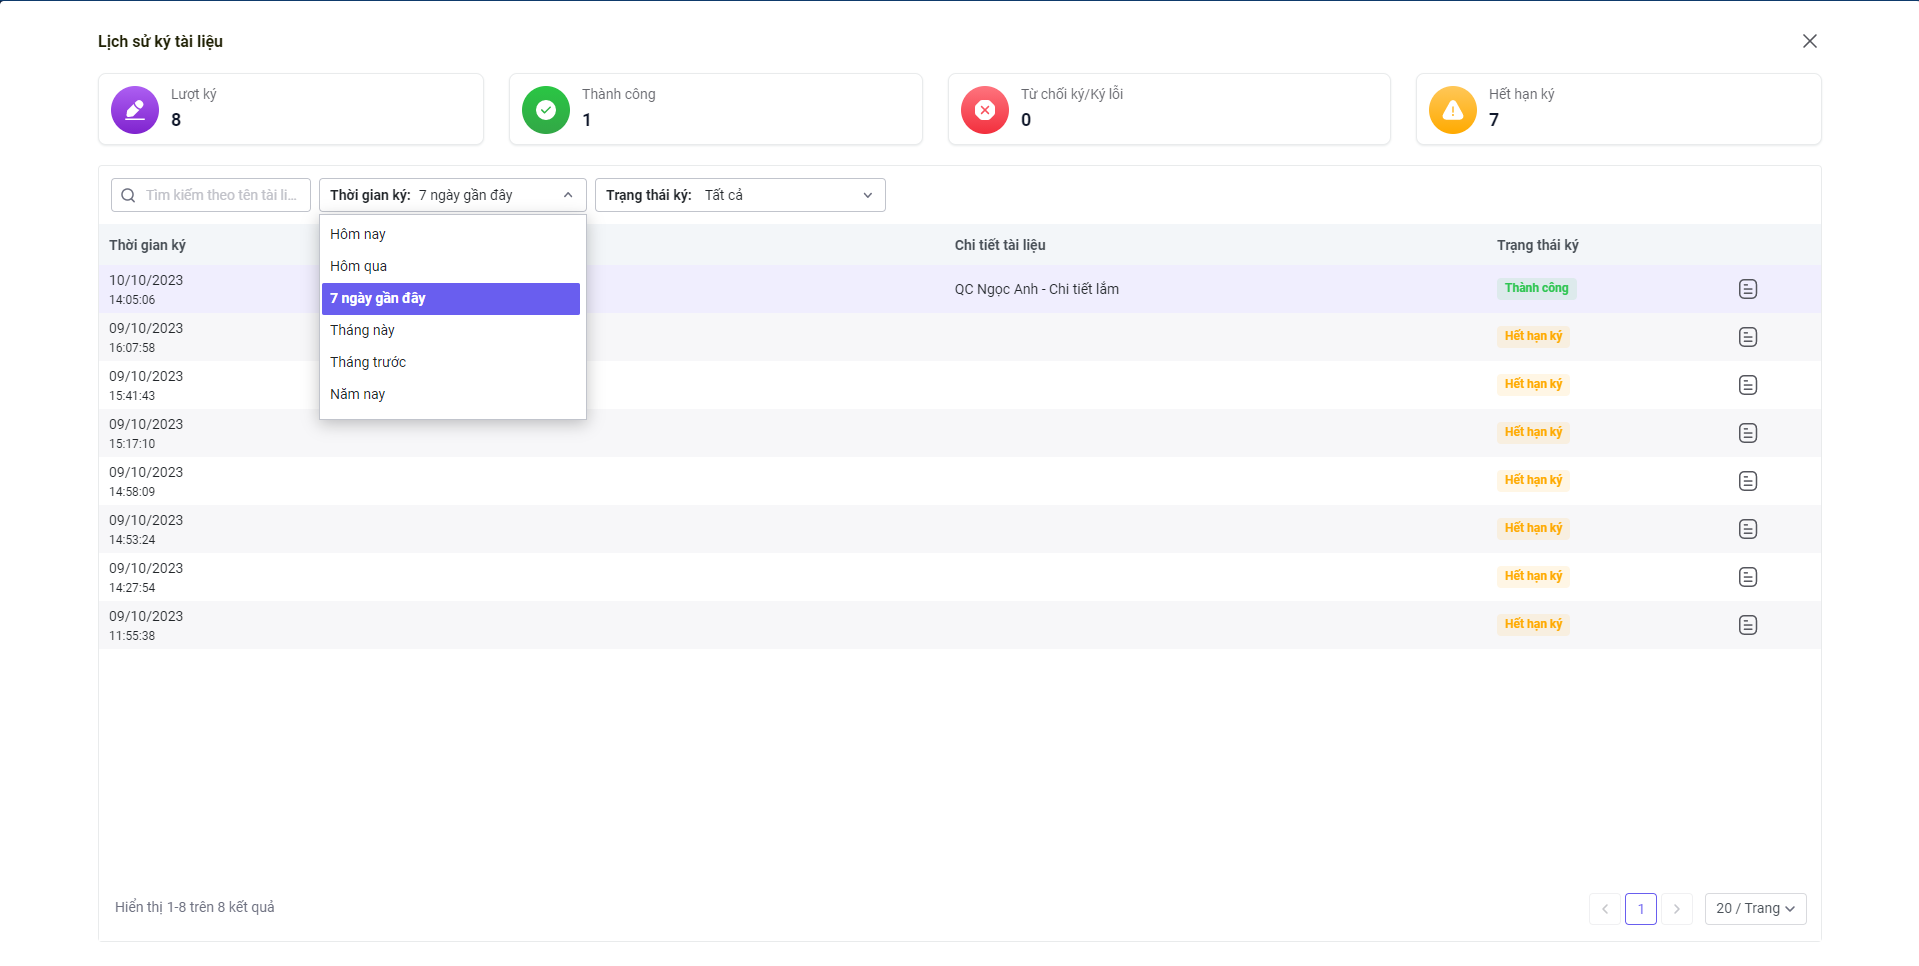 Lịch sử ký tài liệu
Lượt ký
8
Thành công
1
Từ chối ký/Ký lỗi
0
Hết hạn ký
7
Tìm kiếm theo tên tài li...
Thời gian ký: 7 ngày gần đây
Trạng thái ký: Tất cả
Hôm nay
Hôm qua
7 ngày gần đây
Tháng này
Tháng trước
Năm nay
Thời gian ký
Chi tiết tài liệu
Trạng thái ký
10/10/2023
14:05:06
QC Ngọc Anh - Chi tiết lắm
Thành công
09/10/2023
16:07:58
Hết hạn ký
09/10/2023
15:41:43
Hết hạn ký
09/10/2023
15:17:10
Hết hạn ký
09/10/2023
14:58:09
Hết hạn ký
09/10/2023
14:53:24
Hết hạn ký
09/10/2023
14:27:54
Hết hạn ký
09/10/2023
11:55:38
Hết hạn ký
Hiển thị 1-8 trên 8 kết quả
1
20 / Trang